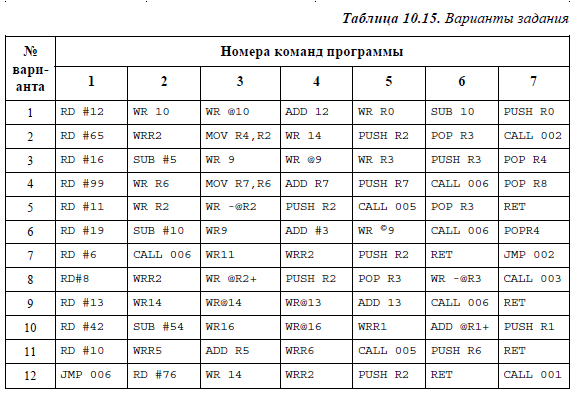 Таблица 10.15. Варианты задания
№ вари-анта Номера команд программы
1 2 3 4 5 6 7
1 RD #12 WR 10 WR @10 ADD 12 WR R0 SUB 10 PUSH R0
2 RD #65 WRR2 MOV R4,R2 WR 14 PUSH R2 POP R3 CALL 002
3 RD #16 SUB #5 WR 9 WR @9 WR R3 PUSH R3 POP R4
4 RD #99 WR R6 MOV R7,R6 ADD R7 PUSH R7 CALL 006 POP R8
5 RD #11 WR R2 WR -@R2 PUSH R2 CALL 005 POP R3 RET
6 RD #19 SUB #10 WR9 ADD #3 WR ©9 CALL 006 POPR4
7 RD #6 CALL 006 WR11 WRR2 PUSH R2 RET JMP 002
8 RD#8 WRR2 WR @R2+ PUSH R2 POP R3 WR -@R3 CALL 003
9 RD #13 WR14 WR@14 WR@13 ADD 13 CALL 006 RET
10 RD #42 SUB #54 WR16 WR@16 WRR1 ADD @R1+ PUSH R1
11 RD #10 WRR5 ADD R5 WRR6 CALL 005 PUSH R6 RET
12 JMP 006 RD #76 WR 14 WRR2 PUSH R2 RET CALL 001